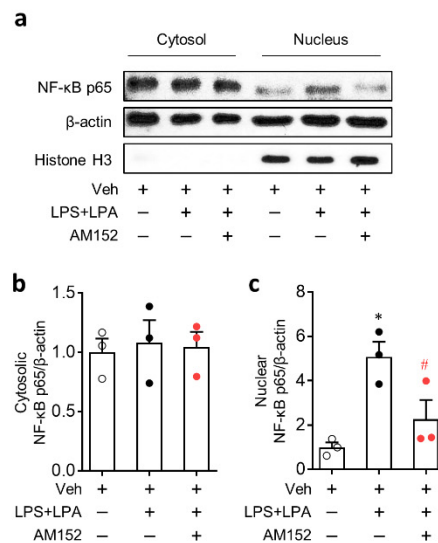 a
Cytosol Nucleus
NF-κB p65
β-actin
Histone H3
Veh + + + + + +
LPS+LPA – + + – + +
AM152 – – + – – +
b
Cytosolic
NF-κB p65/β-actin
1.5
1.0
0.5
0.0
Veh + + +
LPS+LPA – + +
AM152 – – +
c
Nuclear
NF-κB p65/β-actin
8
6
4
2
0
*
#
Veh + + +
LPS+LPA – + +
AM152 – – +